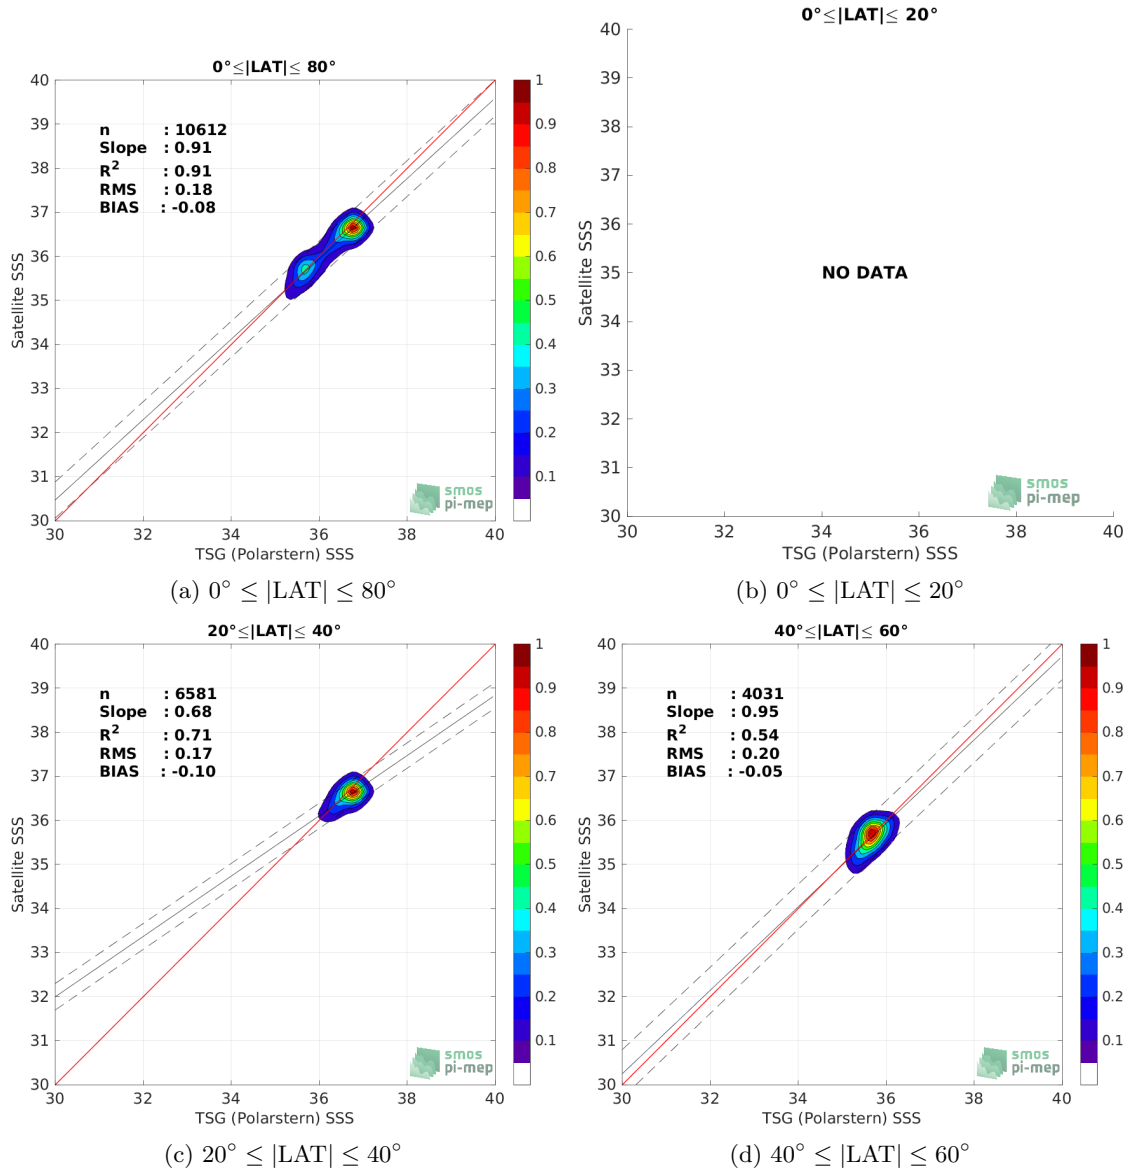 0°≤|LAT|≤ 80°
40
39
38
37
36
35
34
33
32
31
30
Satellite SSS
n : 10612
Slope : 0.91
R² : 0.91
RMS : 0.18
BIAS : -0.08
1
0.9
0.8
0.7
0.6
0.5
0.4
0.3
0.2
0.1
smos
pi-mep
30 32 34 36 38 40
TSG (Polarstern) SSS
(a) 0° ≤ |LAT| ≤ 80°
0°≤|LAT|≤ 20°
40
39
38
37
36
35
34
33
32
31
30
Satellite SSS
NO DATA
smos
pi-mep
30 32 34 36 38 40
TSG (Polarstern) SSS
(b) 0° ≤ |LAT| ≤ 20°
20°≤|LAT|≤ 40°
40
39
38
37
36
35
34
33
32
31
30
Satellite SSS
n : 6581
Slope : 0.68
R² : 0.71
RMS : 0.17
BIAS : -0.10
1
0.9
0.8
0.7
0.6
0.5
0.4
0.3
0.2
0.1
smos
pi-mep
30 32 34 36 38 40
TSG (Polarstern) SSS
(c) 20° ≤ |LAT| ≤ 40°
40°≤|LAT|≤ 60°
40
39
38
37
36
35
34
33
32
31
30
Satellite SSS
n : 4031
Slope : 0.95
R² : 0.54
RMS : 0.20
BIAS : -0.05
1
0.9
0.8
0.7
0.6
0.5
0.4
0.3
0.2
0.1
smos
pi-mep
30 32 34 36 38 40
TSG (Polarstern) SSS
(d) 40° ≤ |LAT| ≤ 60°